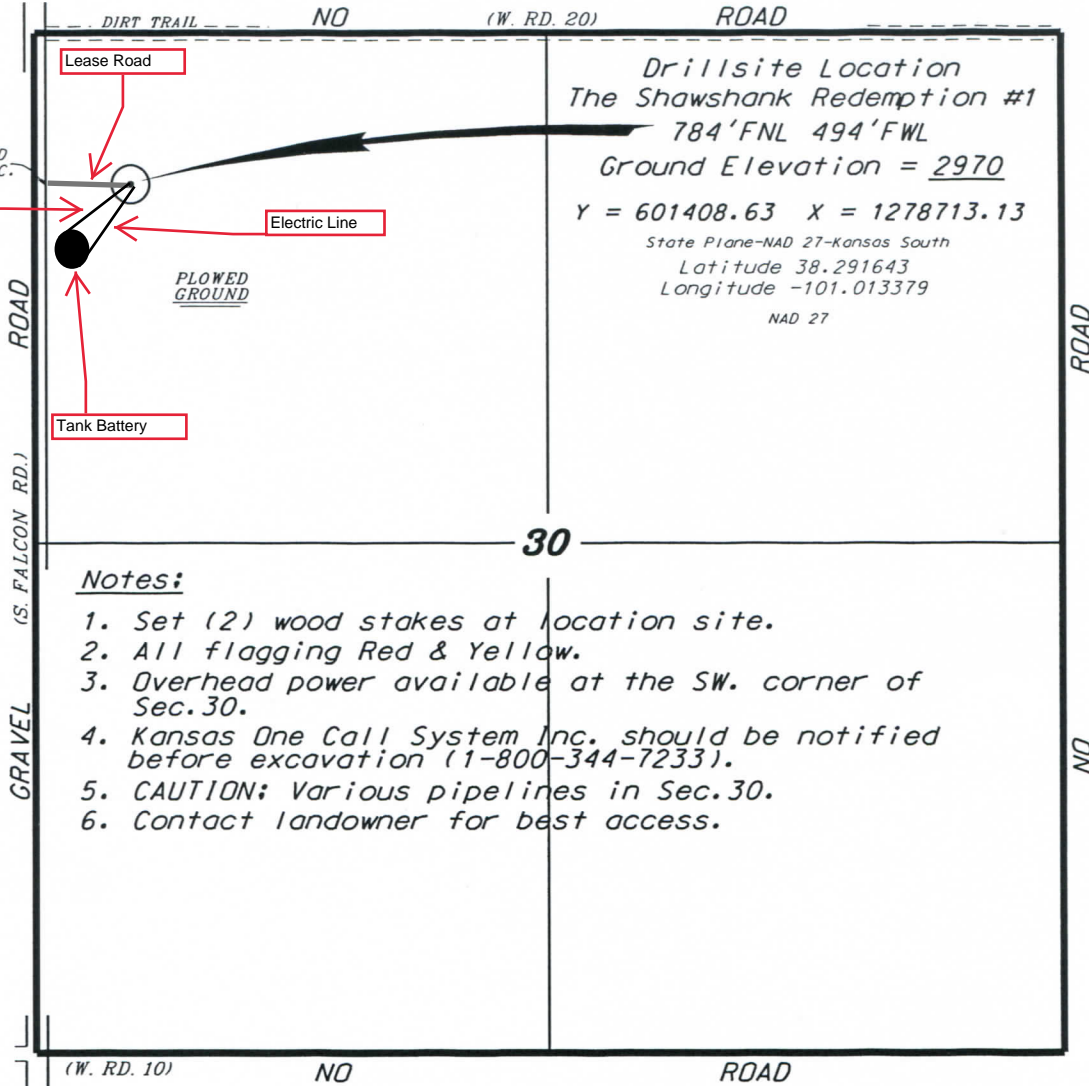 DIRT TRAIL NO (W. RD. 20) ROAD
Lease Road
Drillsite Location
The Shawshank Redemption #1
784'FNL 494'FWL
Ground Elevation = 2970
Y = 601408.63 X = 1278713.13
State Plane-NAD 27-Kansas South
Latitude 38.291643
Longitude -101.013379
NAD 27
Electric Line
PLOWED
GROUND
Tank Battery
ROAD
(S. FALCON RD.)
GRAVEL
ROAD
NO
30
Notes:
1. Set (2) wood stakes at location site.
2. All flagging Red & Yellow.
3. Overhead power available at the SW. corner of
Sec.30.
4. Kansas One Call System Inc. should be notified
before excavation (1-800-344-7233).
5. CAUTION: Various pipelines in Sec.30.
6. Contact landowner for best access.
(W. RD. 10) NO ROAD